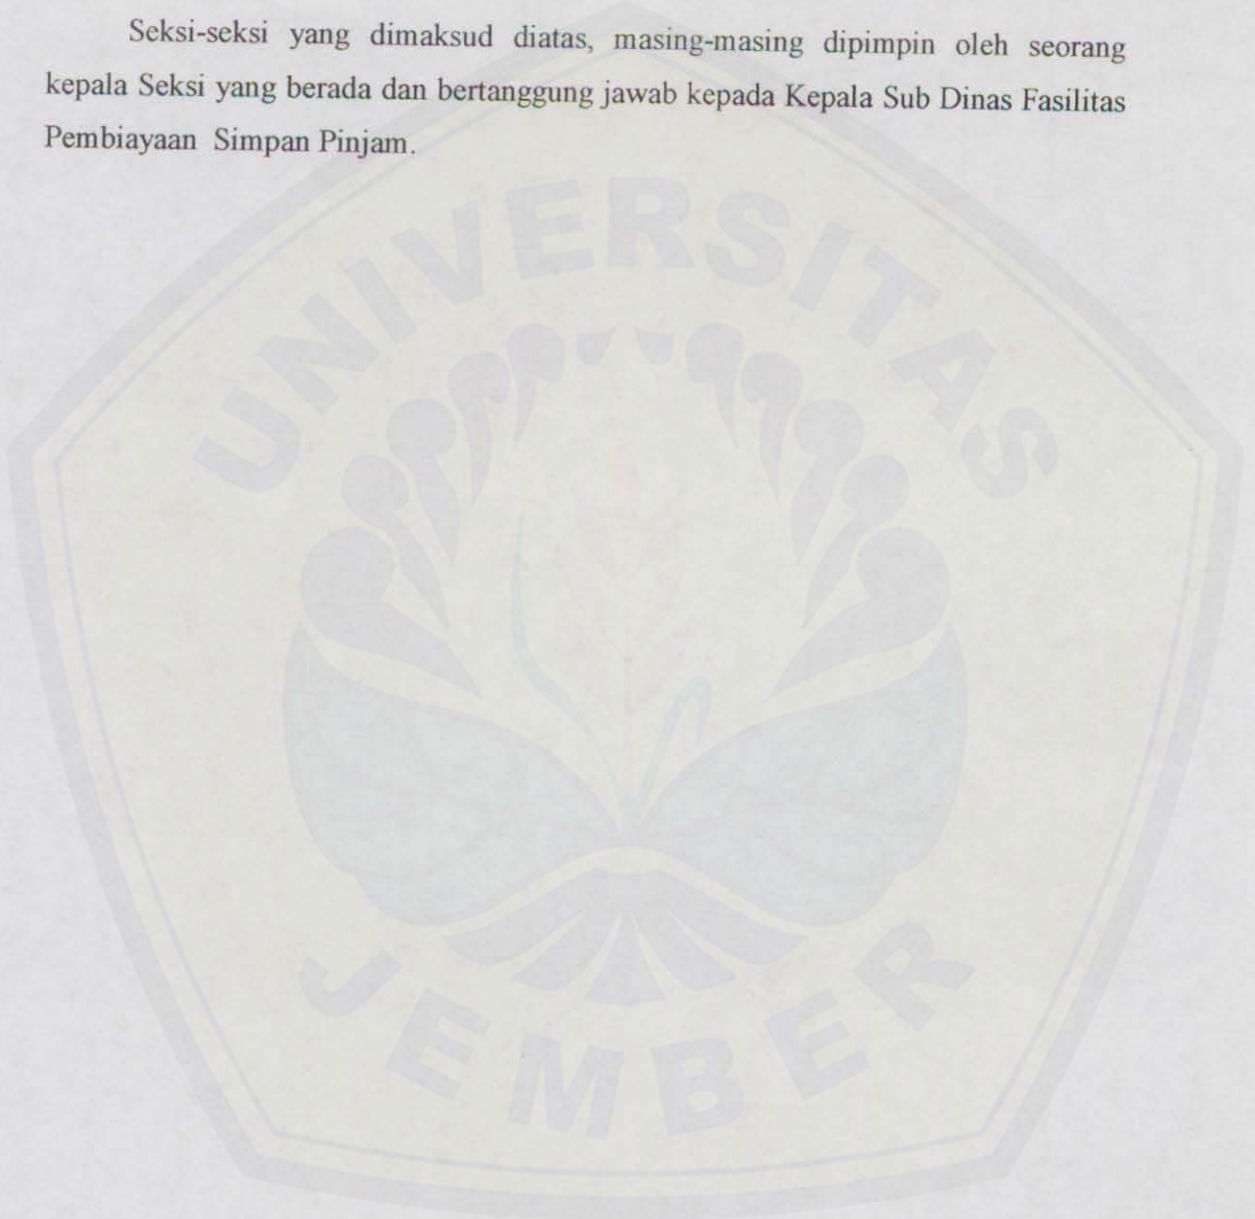 Seksi-seksi yang dimaksud diatas, masing-masing dipimpin oleh seorang
kepala Seksi yang berada dan bertanggung jawab kepada Kepala Sub Dinas Fasilitas
Pembiayaan Simpan Pinjam.
UNIVERSITAS
JEMBER